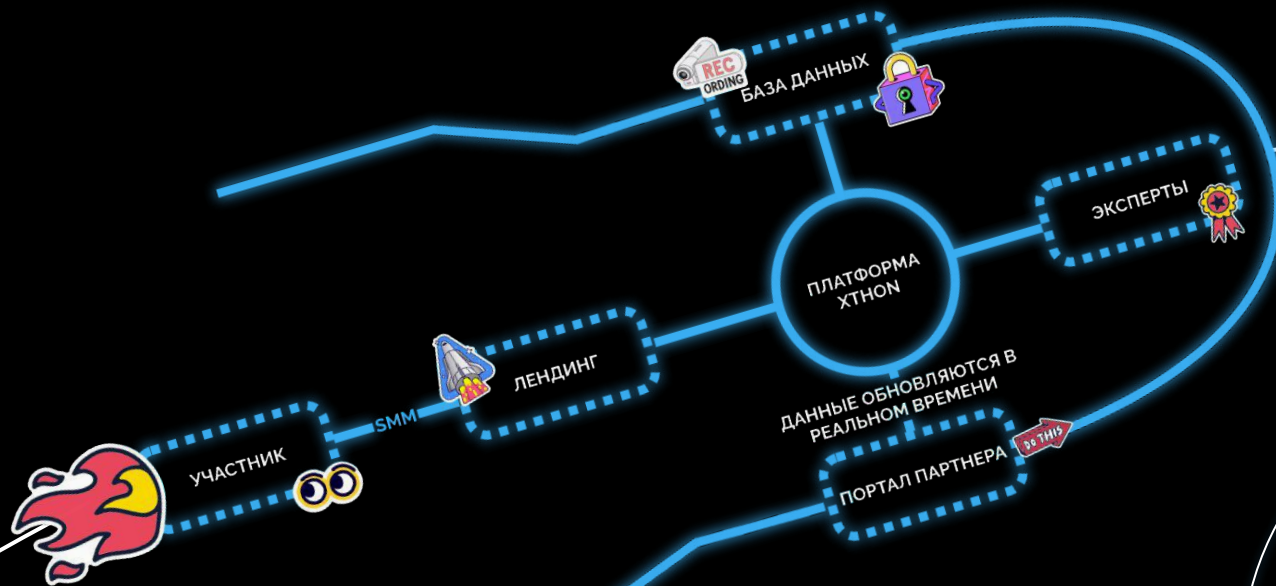 REC
ORDING
БАЗА ДАННЫХ
ЭКСПЕРТЫ
ПЛАТФОРМА
XTHON
ЛЕНДИНГ
SMM
УЧАСТНИК
ДАННЫЕ ОБНОВЛЯЮТСЯ В
РЕАЛЬНОМ ВРЕМЕНИ
DO THIS
ПОРТАЛ ПАРТНЕРА